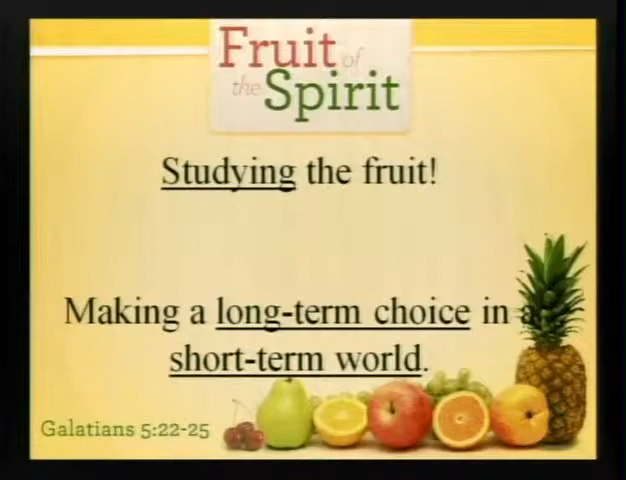 Fruit of
the Spirit
Studying the fruit!
Making a long-term choice in a
short-term world.
Galatians 5:22-25